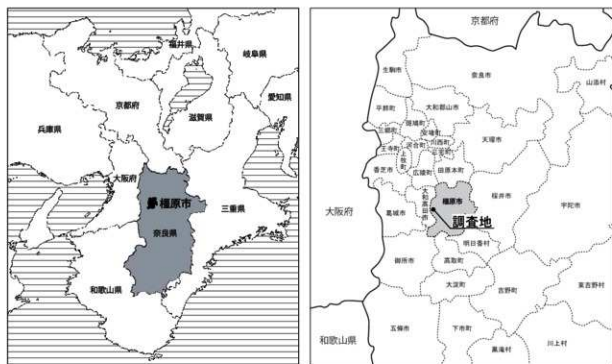 福井県
岐阜県
京都府
滋賀県
愛知県
兵庫県
大阪府
橿原市
三重県
奈良県
和歌山県
京都府
生駒市
奈良市
山添村
平群町
大和郡山市
斑鳩町
安堵町
三郷町
川西町
河合町
三宅町
王寺町
上牧町
天理市
田原本町
香芝市
広陵町
大和高田市
橿原市
桜井市
宇陀市
大阪府
葛城市
調査地
明日香村
御所市
高取町
大淀町
吉野町
東吉野村
五條市
下市町
和歌山県
黒滝村
川上村